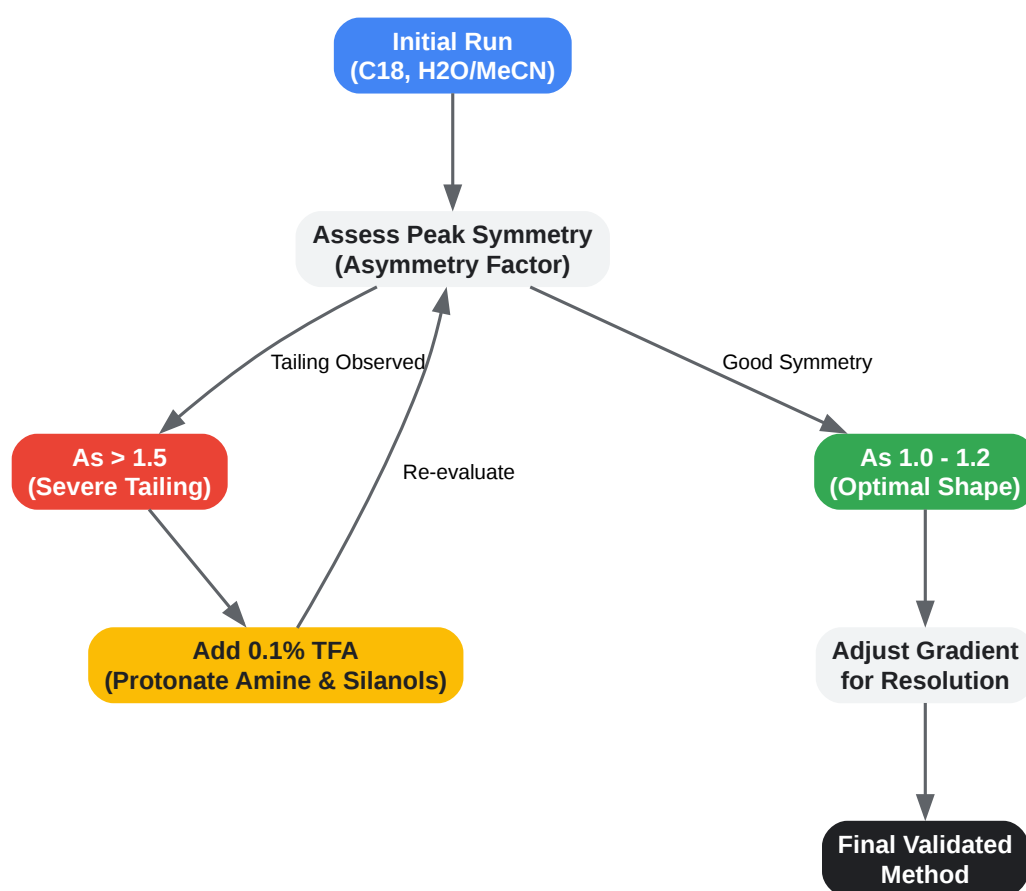 Initial Run
(C18, H2O/MeCN)
Assess Peak Symmetry
(Asymmetry Factor)
Tailing Observed
Good Symmetry
As > 1.5
(Severe Tailing)
Re-evaluate
As 1.0 - 1.2
(Optimal Shape)
Add 0.1% TFA
(Protonate Amine & Silanols)
Adjust Gradient
for Resolution
Final Validated
Method